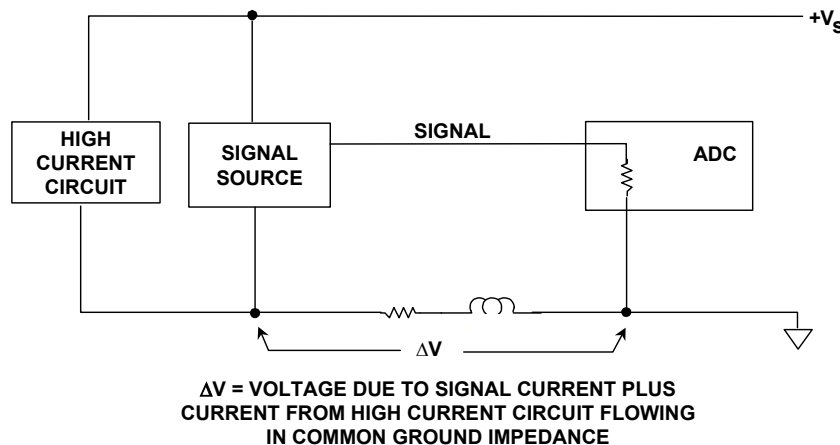 +VS
HIGH
CURRENT
CIRCUIT
SIGNAL
SOURCE
SIGNAL
ADC
ΔV
ΔV = VOLTAGE DUE TO SIGNAL CURRENT PLUS
CURRENT FROM HIGH CURRENT CIRCUIT FLOWING
IN COMMON GROUND IMPEDANCE